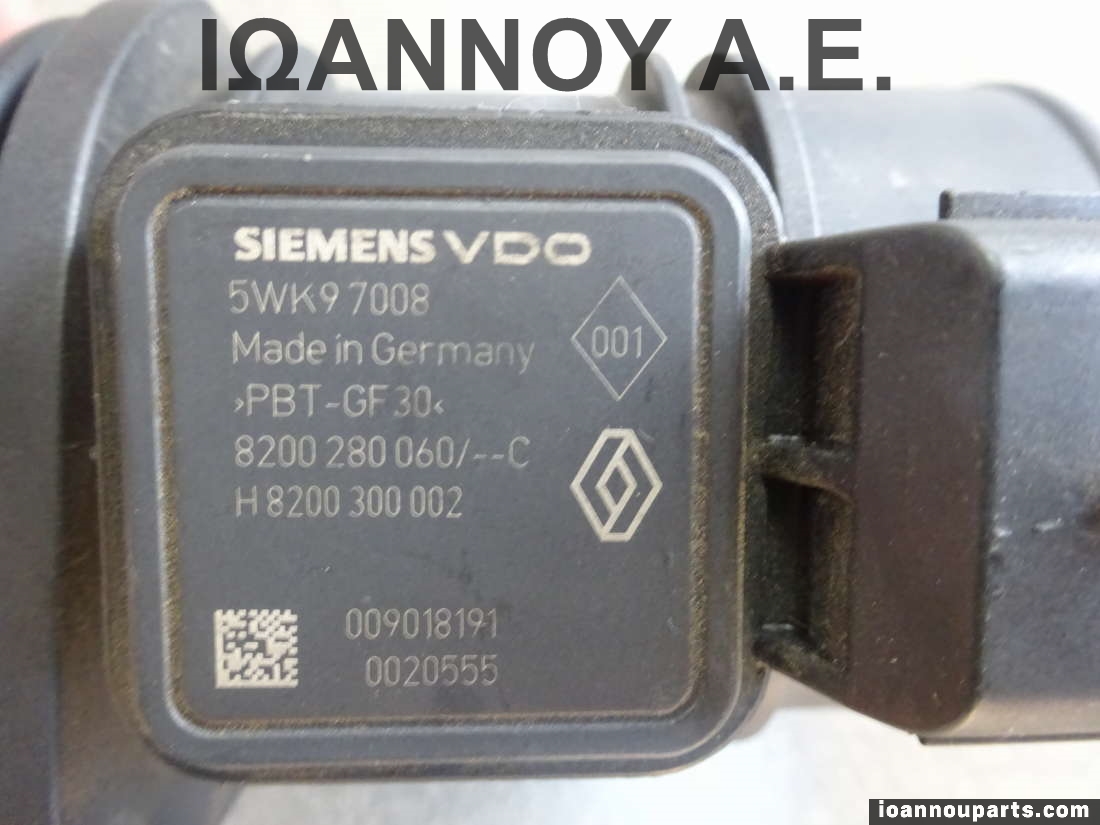 ΙΩΑΝΝΟΥ Α.Ε.
SIEMENS VDO
5WK9 7008
Made in Germany
001
>PBT-GF30<
8200 280 060/--C
H 8200 300 002
009018191
0020555
ioannouparts.com